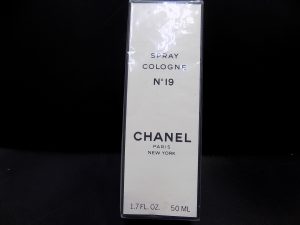 SPRAY
COLOGNE
N°19
CHANEL
PARIS
NEW YORK
1.7 FL. OZ. 50 ML